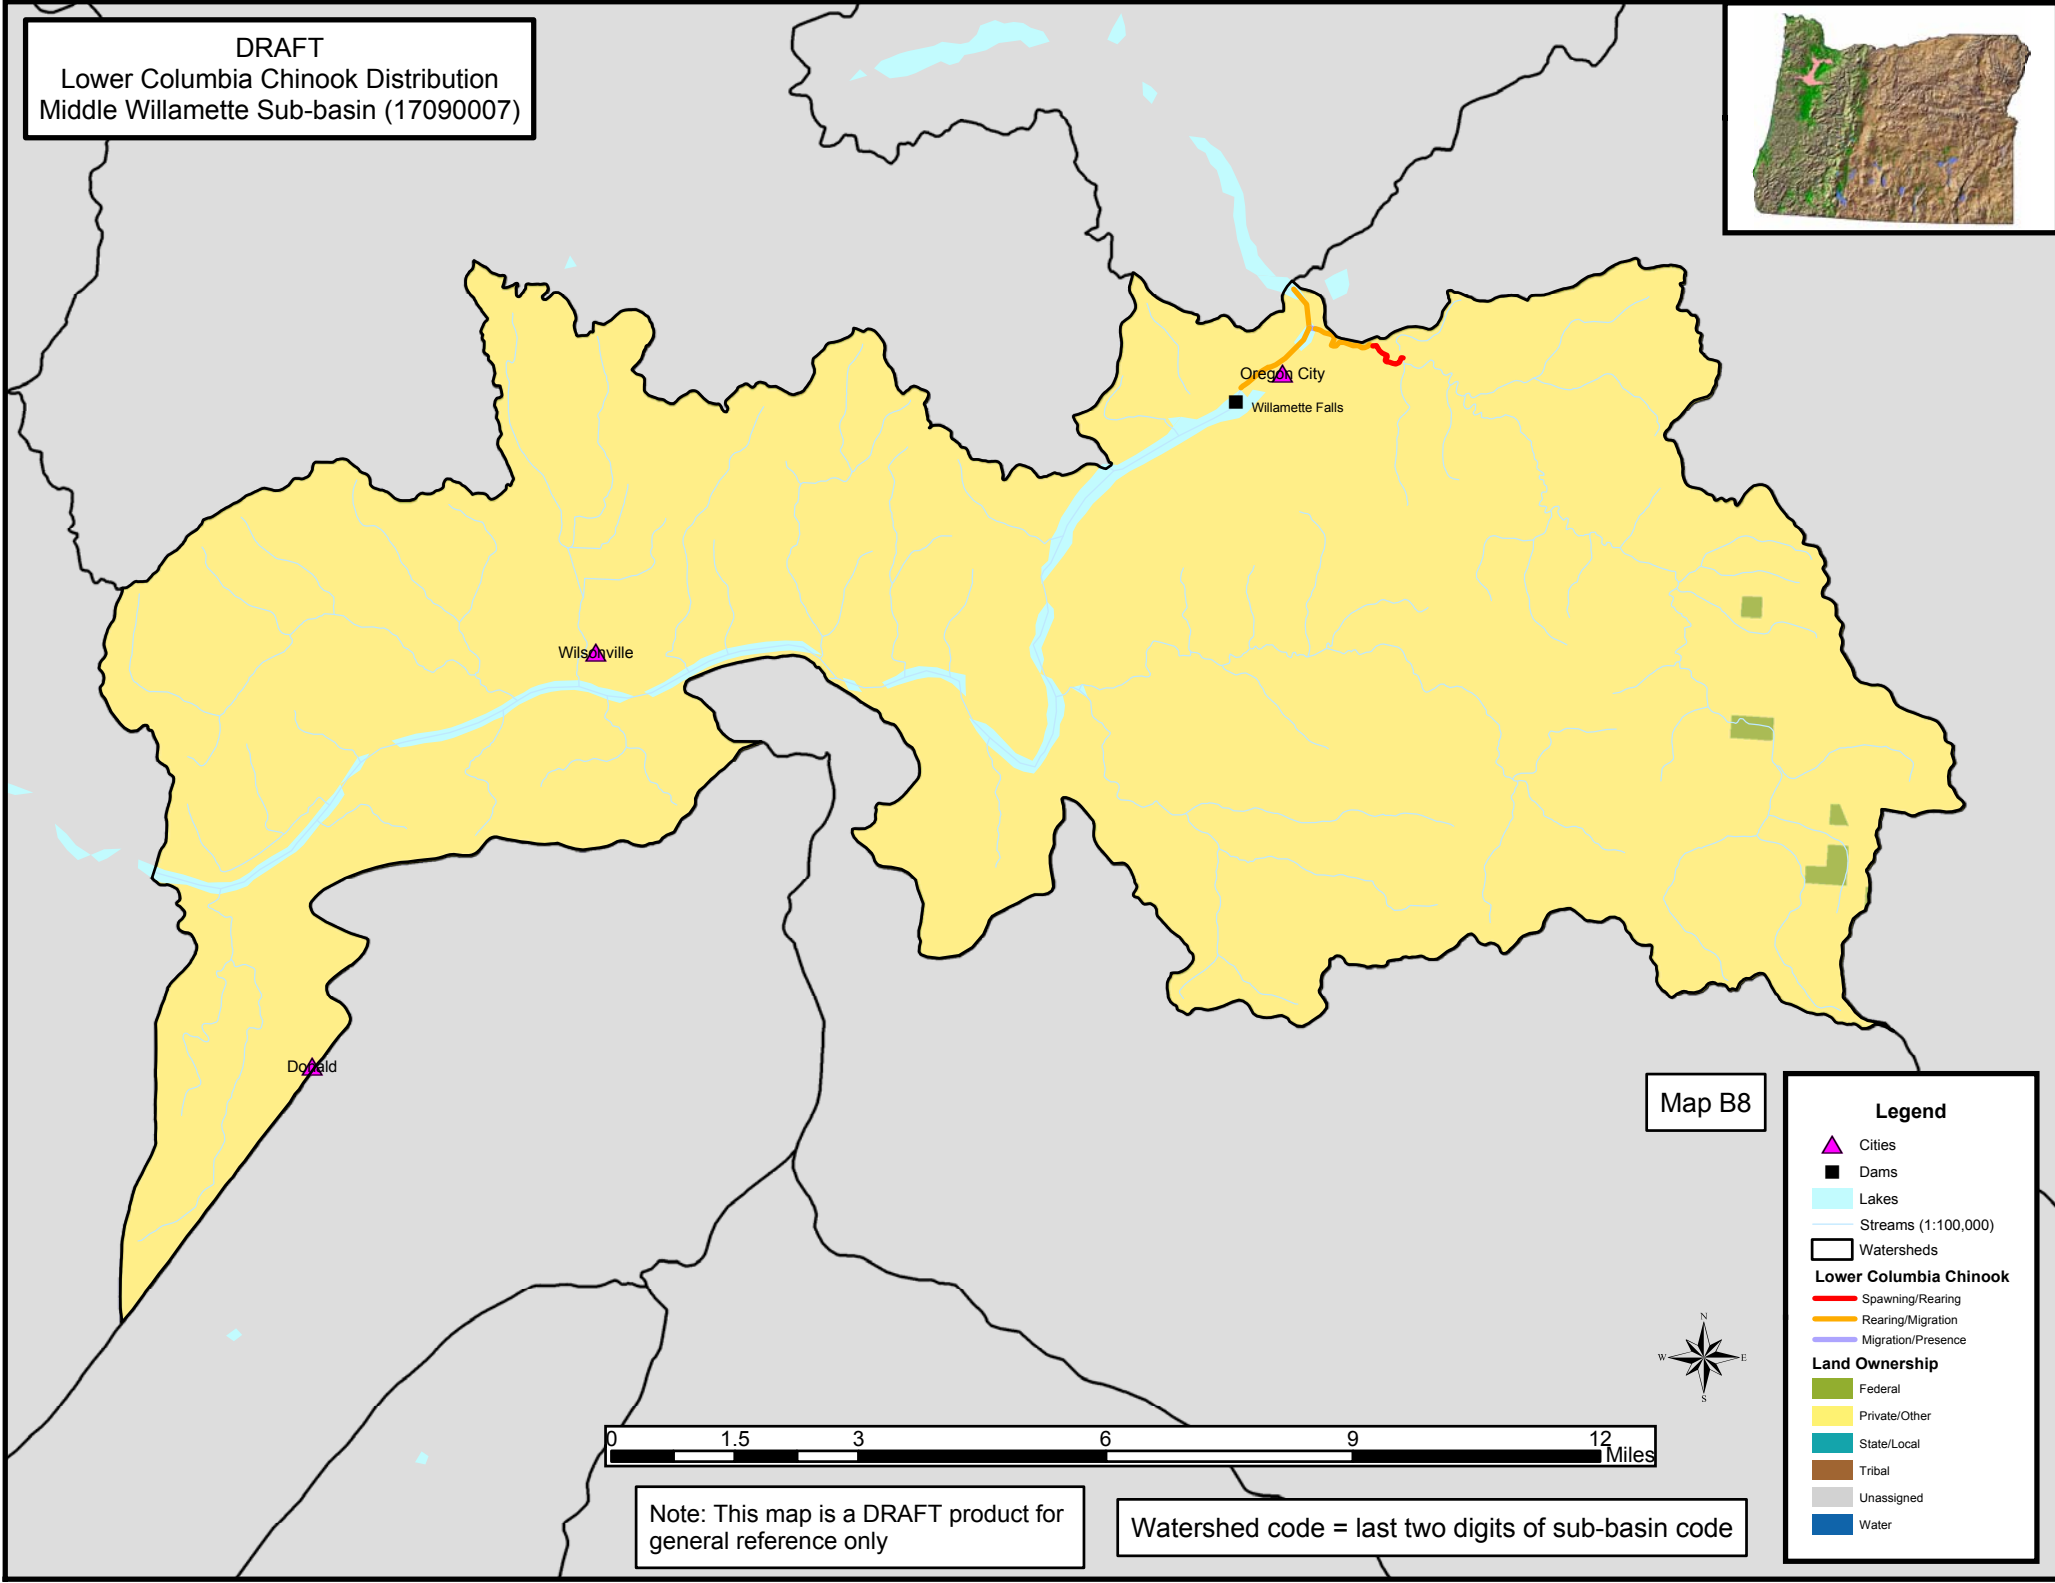 DRAFT
Lower Columbia Chinook Distribution
Middle Willamette Sub-basin (17090007)
Oregon City
Willamette Falls
Wilsonville
Donald
Map B8
Legend
Cities
Dams
Lakes
Streams (1:100,000)
Watersheds
Lower Columbia Chinook
Spawning/Rearing
Rearing/Migration
Migration/Presence
Land Ownership
Federal
Private/Other
State/Local
Tribal
Unassigned
Water
N
W E
S
0 1.5 3 6 9 12
Miles
Note: This map is a DRAFT product for
general reference only
Watershed code = last two digits of sub-basin code